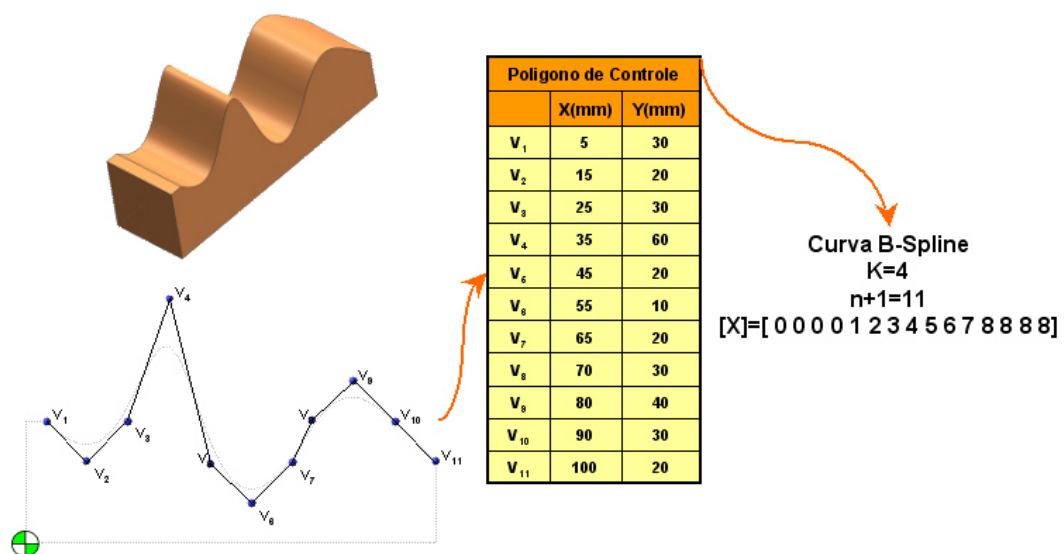 Poligono de Controle
X(mm) Y(mm)
V₁ 5 30
V₂ 15 20
V₃ 25 30
V₄ 35 60
V₅ 45 20
V₆ 55 10
V₇ 65 20
V₈ 70 30
V₉ 80 40
V₁₀ 90 30
V₁₁ 100 20
Curva B-Spline
K=4
n+1=11
[X]=[ 0 0 0 0 1 2 3 4 5 6 7 8 8 8 8]
V₄
V₉
V₁
V₃
V
V₁₀
V₂
V
V₇
V₁₁
V₆